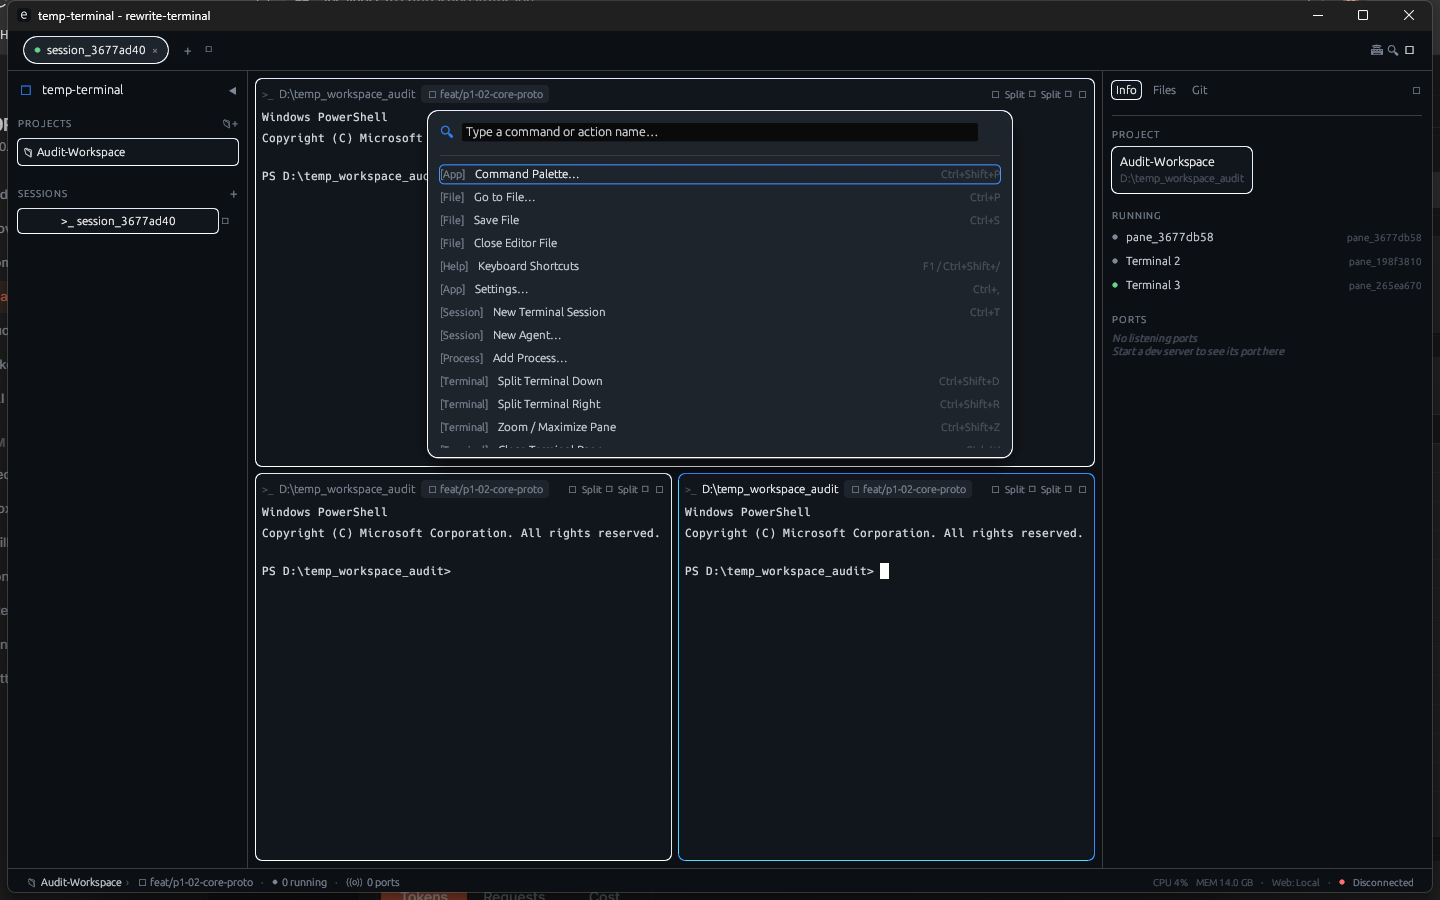 temp-terminal - rewrite-terminal
session_3677ad40 ×
+
temp-terminal
PROJECTS
Audit-Workspace
SESSIONS +
>_ session_3677ad40
>_ D:\temp_workspace_audit feat/p1-02-core-proto Split Split
Windows PowerShell
Copyright (C) Microsoft
PS D:\temp_workspace_auc
Type a command or action name...
[App] Command Palette... Ctrl+Shift+P
[File] Go to File... Ctrl+P
[File] Save File Ctrl+S
[File] Close Editor File
[Help] Keyboard Shortcuts F1 / Ctrl+Shift+/
[App] Settings... Ctrl+,
[Session] New Terminal Session Ctrl+T
[Session] New Agent...
[Process] Add Process...
[Terminal] Split Terminal Down Ctrl+Shift+D
[Terminal] Split Terminal Right Ctrl+Shift+R
[Terminal] Zoom / Maximize Pane Ctrl+Shift+Z
>_ D:\temp_workspace_audit feat/p1-02-core-proto Split Split
Windows PowerShell
Copyright (C) Microsoft Corporation. All rights reserved.
PS D:\temp_workspace_audit>
>_ D:\temp_workspace_audit feat/p1-02-core-proto Split Split
Windows PowerShell
Copyright (C) Microsoft Corporation. All rights reserved.
PS D:\temp_workspace_audit>
Info Files Git
PROJECT
Audit-Workspace
D:\temp_workspace_audit
RUNNING
pane_3677db58 pane_3677db58
Terminal 2 pane_198f3810
Terminal 3 pane_265ea670
PORTS
No listening ports
Start a dev server to see its port here
Audit-Workspace › feat/p1-02-core-proto · 0 running · ((o)) 0 ports
CPU 4% MEM 14.0 GB · Web: Local · Disconnected
Tokens Requests Cost